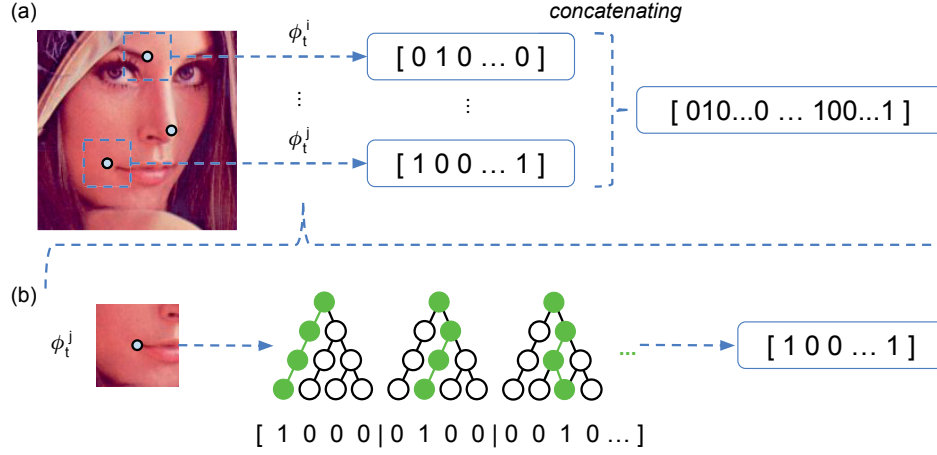 (a)
concatenating
ϕ_t^i
[ 0 1 0 ... 0 ]
⋮
⋮
[ 010...0 ... 100...1 ]
ϕ_t^j
[ 1 0 0 ... 1 ]
(b)
ϕ_t^j
...
[ 1 0 0 ... 1 ]
[ 1 0 0 0 | 0 1 0 0 | 0 0 1 0 ... ]